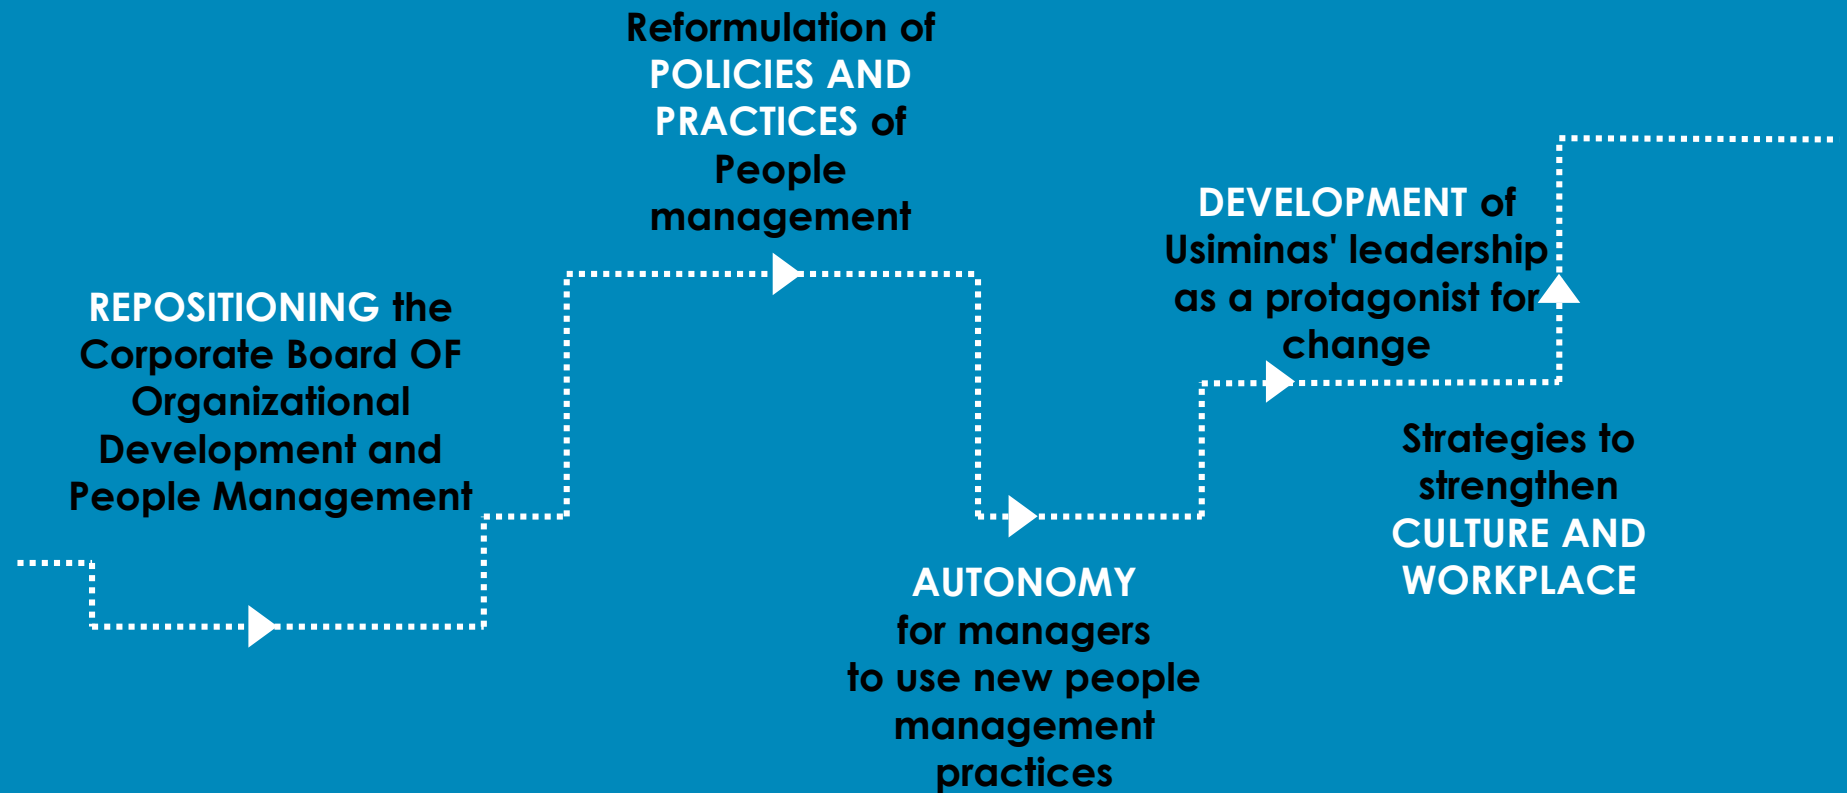 Reformulation of
POLICIES AND
PRACTICES of
People
management
REPOSITIONING the
Corporate Board OF
Organizational
Development and
People Management
AUTONOMY
for managers
to use new people
management
practices
DEVELOPMENT of
Usiminas' leadership
as a protagonist for
change
Strategies to
strengthen
CULTURE AND
WORKPLACE